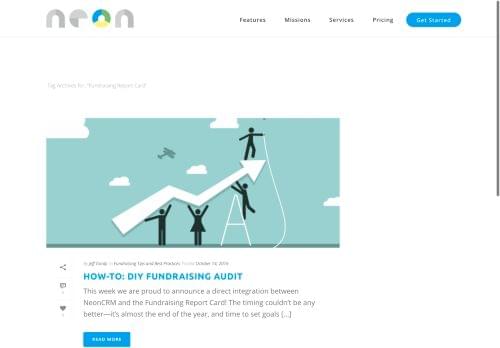 neon
Features Missions Services Pricing Get Started
Tag Archives for: "Fundraising Report Card"
by Jeff Gordy in Fundraising Tips and Best Practices Posted October 14, 2016
HOW-TO: DIY FUNDRAISING AUDIT
This week we are proud to announce a direct integration between
NeonCRM and the Fundraising Report Card! The timing couldn't be any
better—it's almost the end of the year, and time to set goals [...]
READ MORE